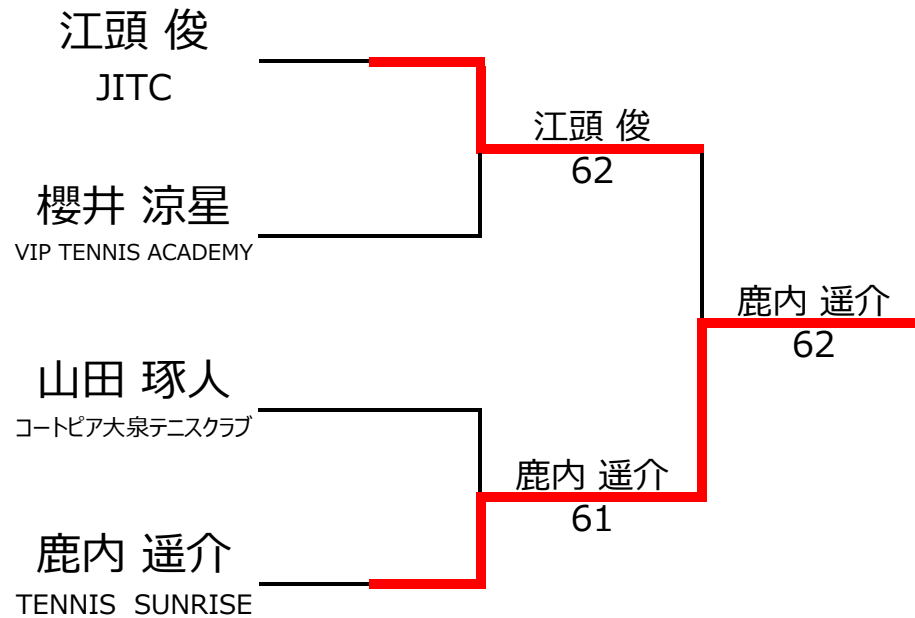 江頭 俊
JITC
櫻井 涼星
VIP TENNIS ACADEMY
山田 琢人
コートピア大泉テニスクラブ
鹿内 遥介
TENNIS SUNRISE
江頭 俊
62
鹿内 遥介
61
鹿内 遥介
62